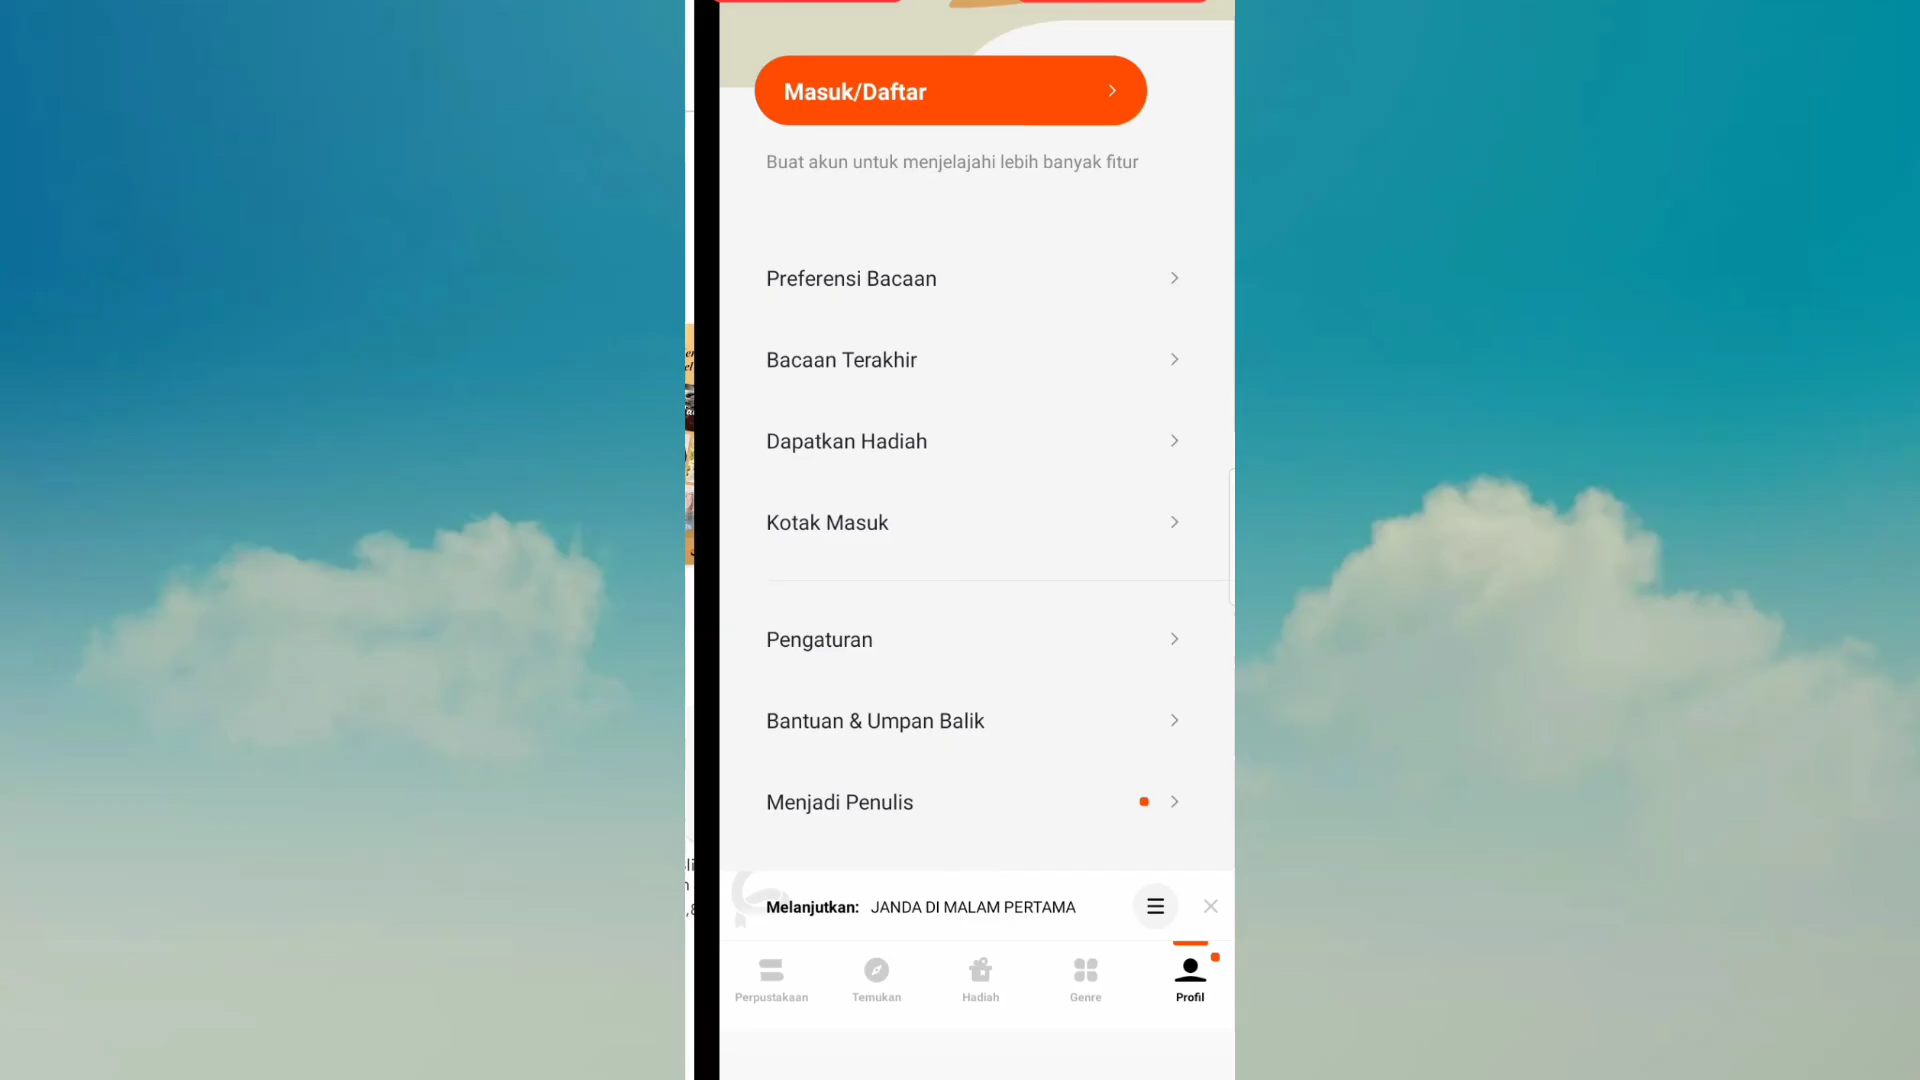 Masuk/Daftar
Buat akun untuk menjelajahi lebih banyak fitur
Preferensi Bacaan
Bacaan Terakhir
Dapatkan Hadiah
Kotak Masuk
Pengaturan
Bantuan & Umpan Balik
Menjadi Penulis
Melanjutkan: JANDA DI MALAM PERTAMA
Perpustakaan Temukan Hadiah Genre Profil